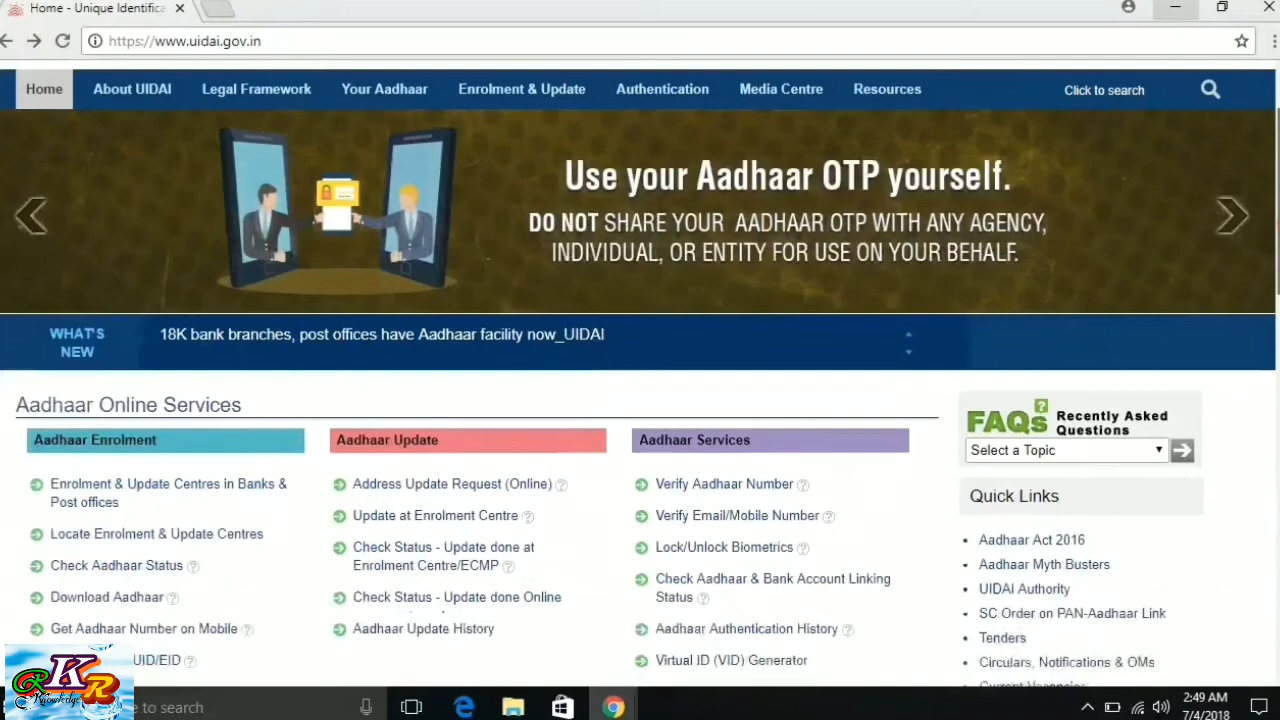 Home - Unique Identifica
https://www.uidai.gov.in
Home About UIDAI Legal Framework Your Aadhaar Enrolment & Update Authentication Media Centre Resources Click to search
Use your Aadhaar OTP yourself.
DO NOT SHARE YOUR AADHAAR OTP WITH ANY AGENCY,
INDIVIDUAL, OR ENTITY FOR USE ON YOUR BEHALF.
WHAT'S
NEW
18K bank branches, post offices have Aadhaar facility now_UIDAI
Aadhaar Online Services
Aadhaar Enrolment
Enrolment & Update Centres in Banks &
Post offices
Locate Enrolment & Update Centres
Check Aadhaar Status
Download Aadhaar
Get Aadhaar Number on Mobile
UID/EID
Aadhaar Update
Address Update Request (Online)
Update at Enrolment Centre
Check Status - Update done at
Enrolment Centre/ECMP
Check Status - Update done Online
Aadhaar Update History
Aadhaar Services
Verify Aadhaar Number
Verify Email/Mobile Number
Lock/Unlock Biometrics
Check Aadhaar & Bank Account Linking
Status
Aadhaar Authentication History
Virtual ID (VID) Generator
FAQs
Recently Asked
Questions
Select a Topic
Quick Links
Aadhaar Act 2016
Aadhaar Myth Busters
UIDAI Authority
SC Order on PAN-Aadhaar Link
Tenders
Circulars, Notifications & OMs
Current Vacancies
GKR
Knowledge
to search
2:49 AM
7/4/2018